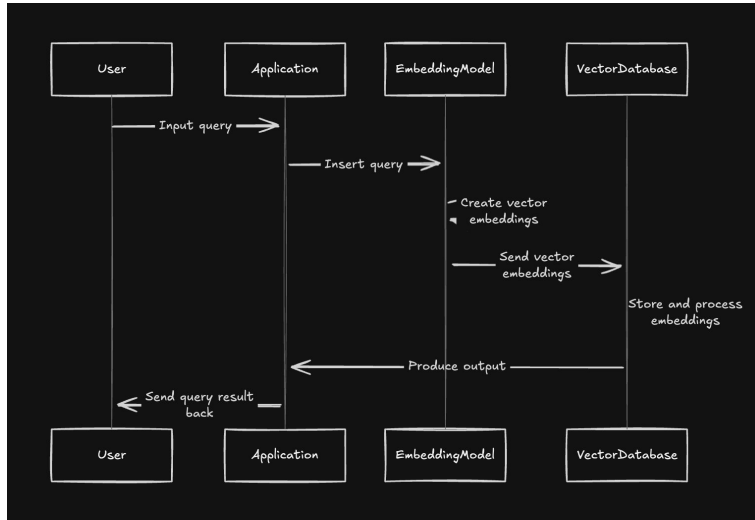 User
Application
EmbeddingModel
VectorDatabase
Input query
Insert query
Create vector
embeddings
Send vector
embeddings
Store and process
embeddings
Produce output
Send query result
back
User
Application
EmbeddingModel
VectorDatabase